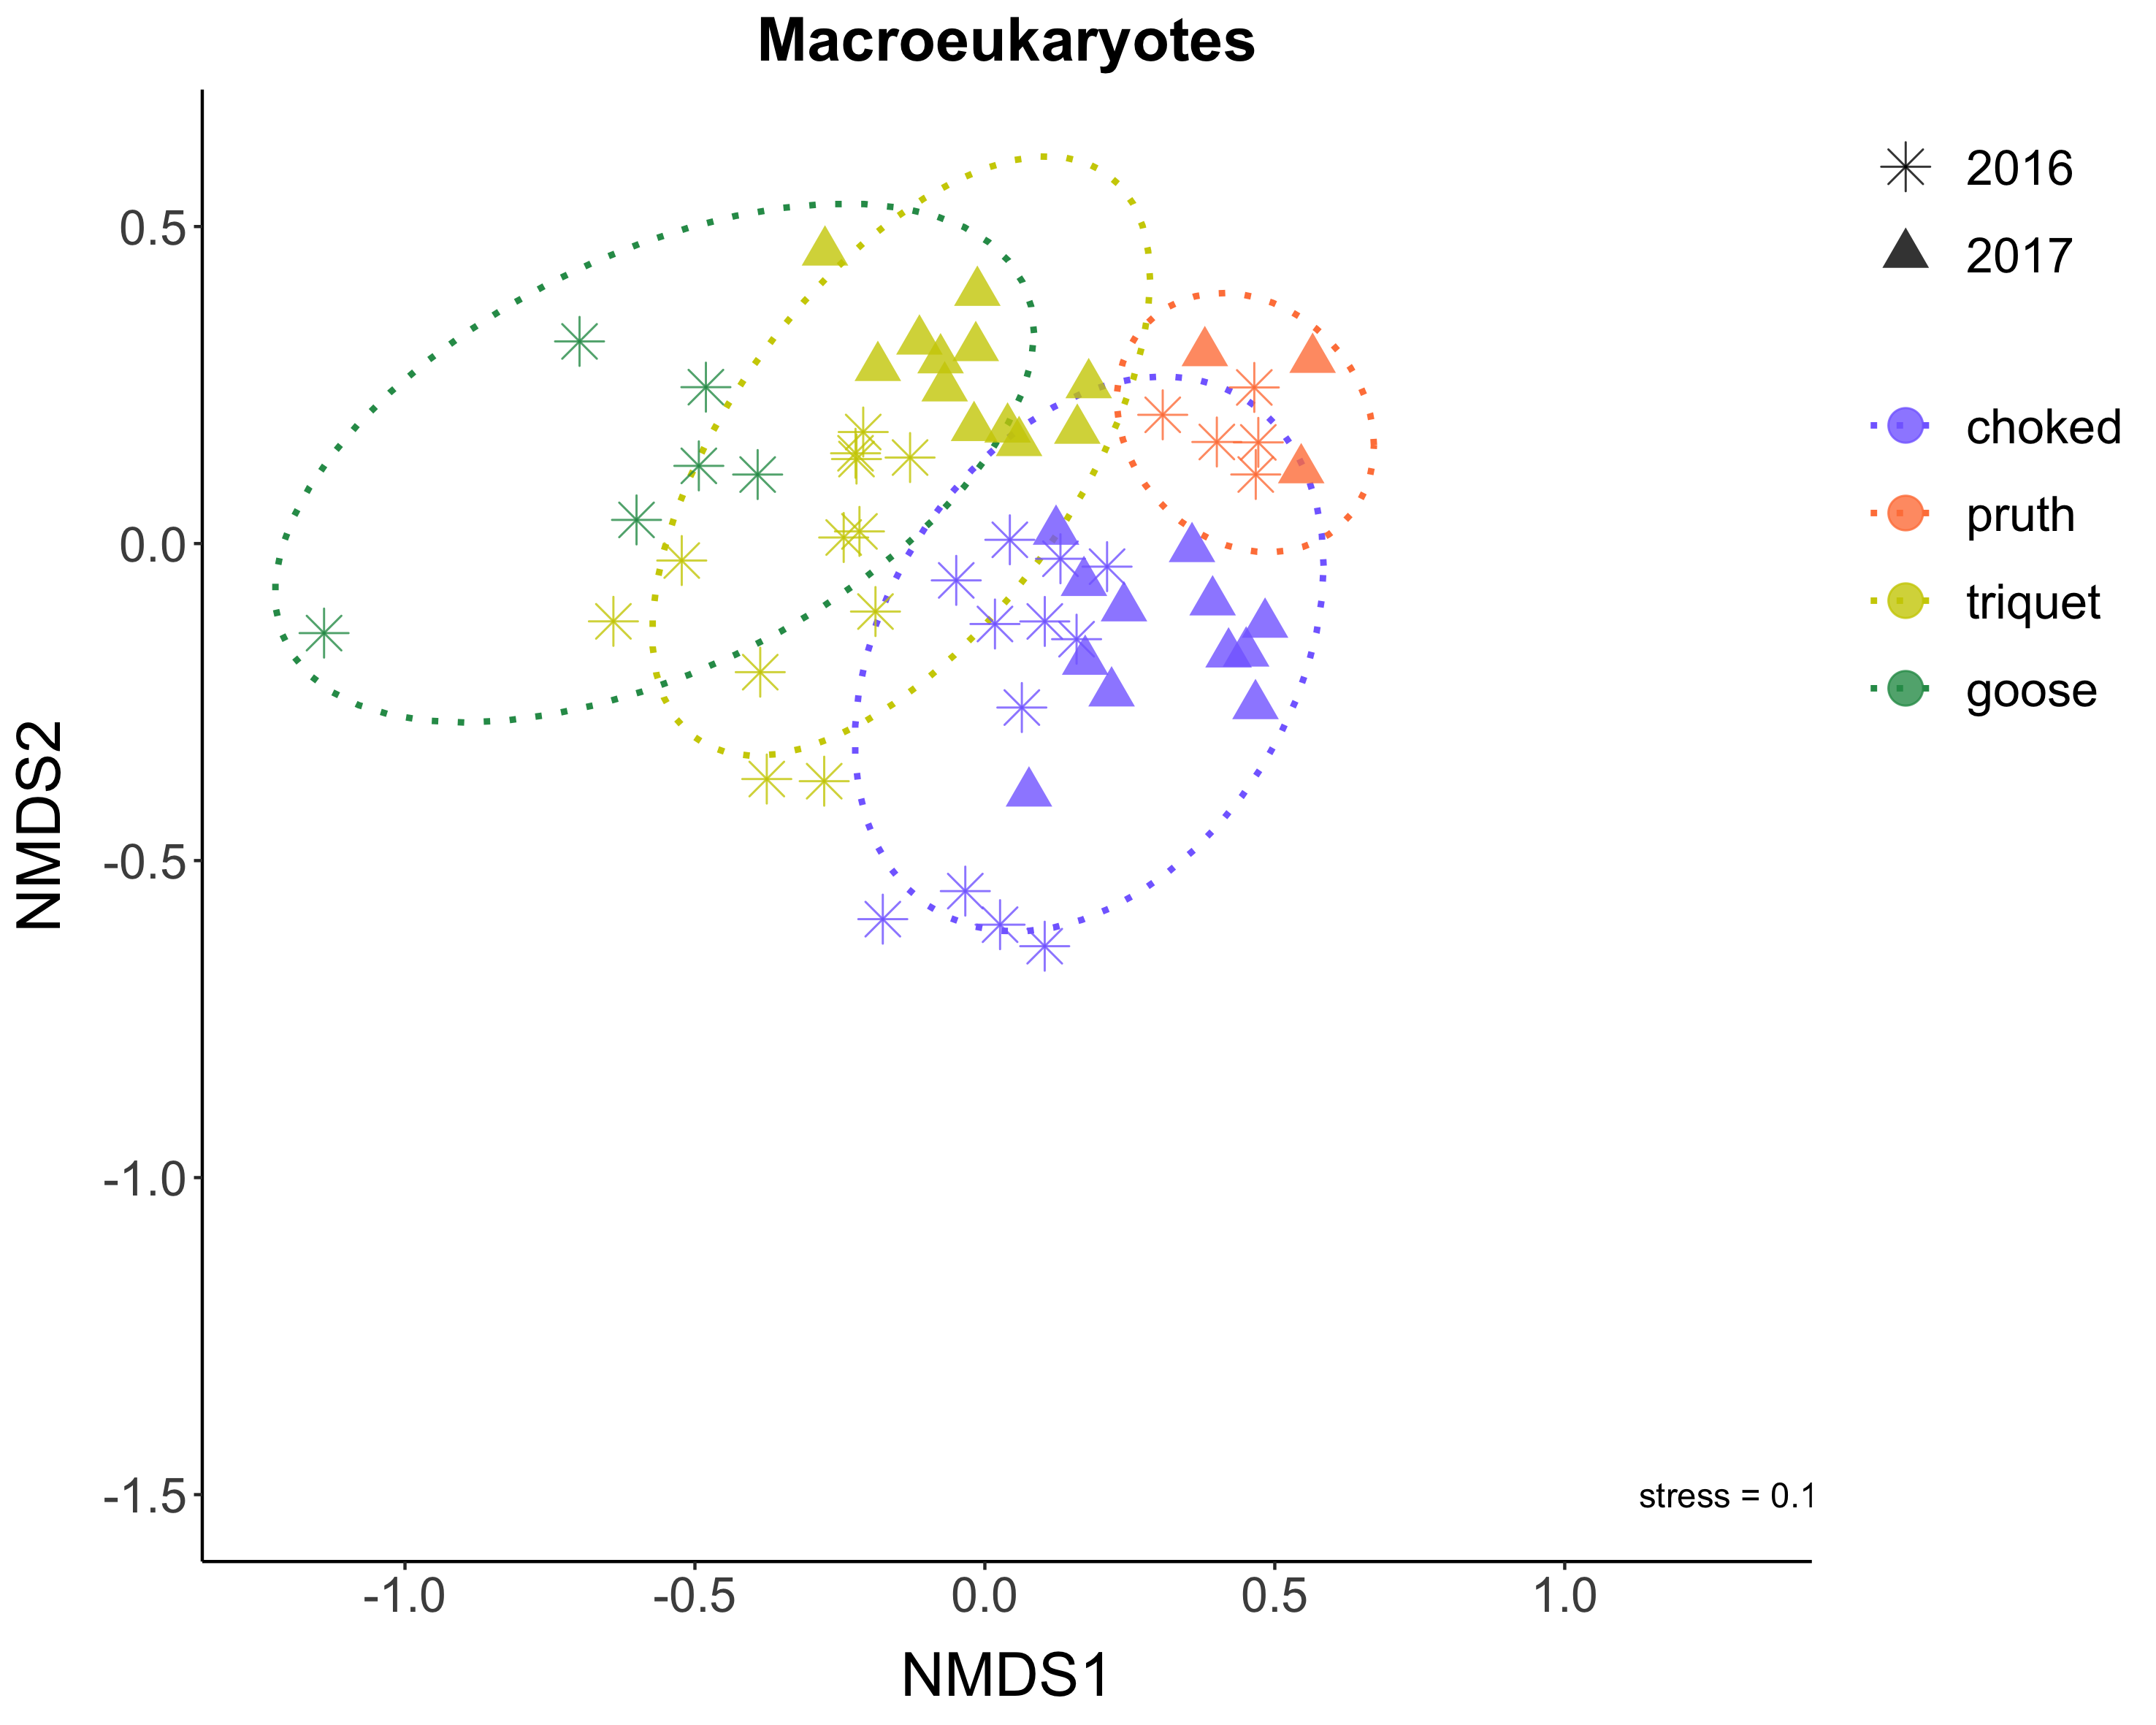 Macroeukaryotes
2016
2017
choked
pruth
triquet
goose
NMDS2
0.5
0.0
-0.5
-1.0
-1.5
stress = 0.1
-1.0
-0.5
0.0
0.5
1.0
NMDS1